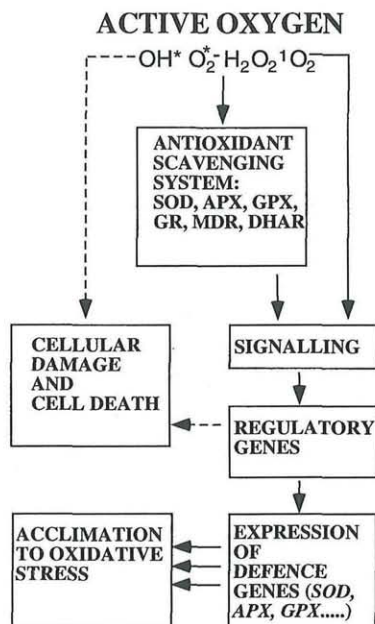 ACTIVE OXYGEN
OH* O₂*- H₂O₂ ¹O₂
ANTIOXIDANT
SCAVENGING
SYSTEM:
SOD, APX, GPX,
GR, MDR, DHAR
CELLULAR
DAMAGE
AND
CELL DEATH
SIGNALLING
REGULATORY
GENES
ACCLIMATION
TO OXIDATIVE
STRESS
EXPRESSION
OF
DEFENCE
GENES (SOD,
APX, GPX.....)